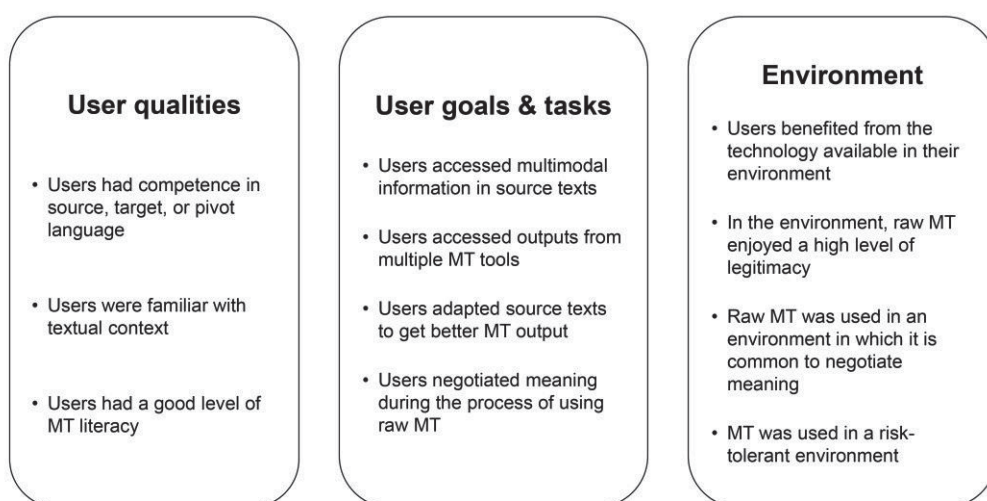 User qualities
• Users had competence in
source, target, or pivot
language
• Users were familiar with
textual context
• Users had a good level of
MT literacy
User goals & tasks
• Users accessed multimodal
information in source texts
• Users accessed outputs from
multiple MT tools
• Users adapted source texts
to get better MT output
• Users negotiated meaning
during the process of using
raw MT
Environment
• Users benefited from the
technology available in their
environment
• In the environment, raw MT
enjoyed a high level of
legitimacy
• Raw MT was used in an
environment in which it is
common to negotiate
meaning
• MT was used in a risk-
tolerant environment